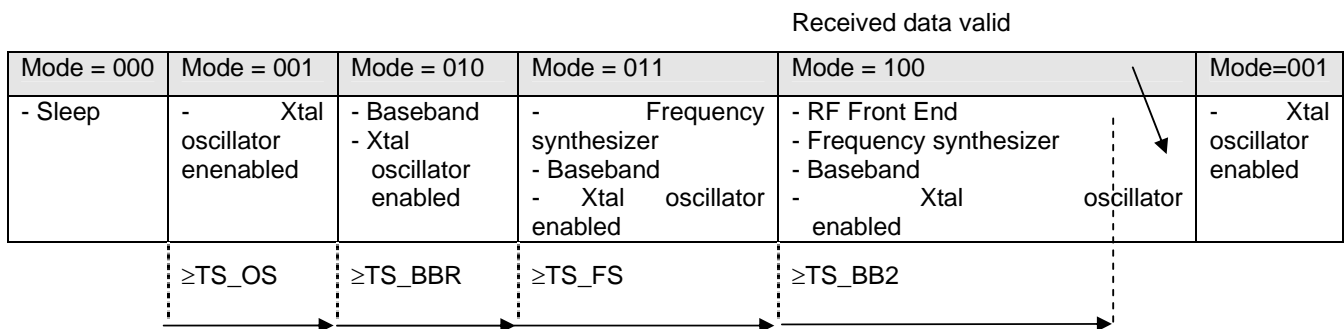 Received data valid
Mode = 000
Mode = 001
Mode = 010
Mode = 011
Mode = 100
Mode=001
- Sleep
- Xtal
oscillator
enenabled
- Baseband
- Xtal
oscillator
enabled
- Frequency
synthesizer
- Baseband
- Xtal oscillator
enabled
- RF Front End
- Frequency synthesizer
- Baseband
- Xtal oscillator
enabled
- Xtal
oscillator
enabled
≥TS_OS
≥TS_BBR
≥TS_FS
≥TS_BB2